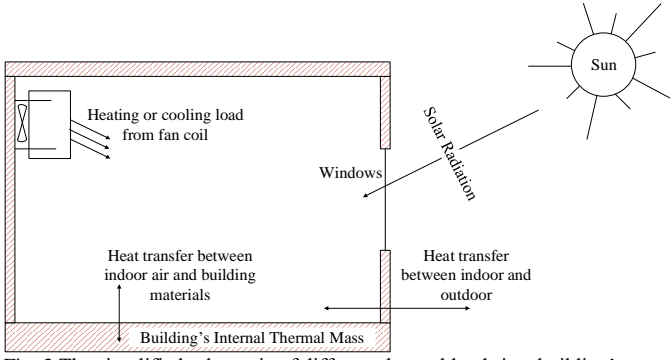 Sun
Heating or cooling load
from fan coil
Solar Radiation
Windows
Heat transfer between
indoor air and building
materials
Heat transfer
between indoor and
outdoor
Building's Internal Thermal Mass